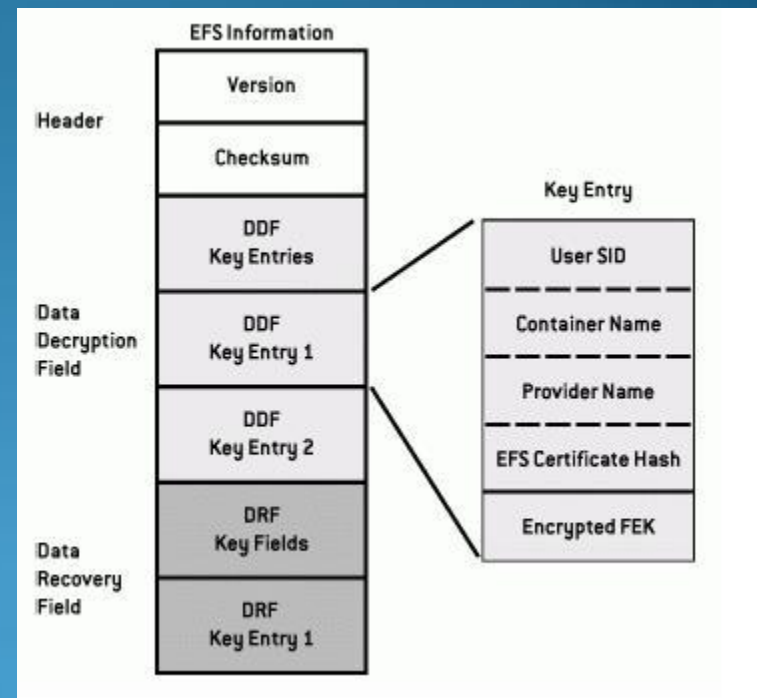 EFS Information
Version
Header
Checksum
DDF
Key Entries
Data
Decryption
Field
DDF
Key Entry 1
DDF
Key Entry 2
Data
Recovery
Field
DRF
Key Fields
DRF
Key Entry 1
Key Entry
User SID
Container Name
Provider Name
EFS Certificate Hash
Encrypted FEK